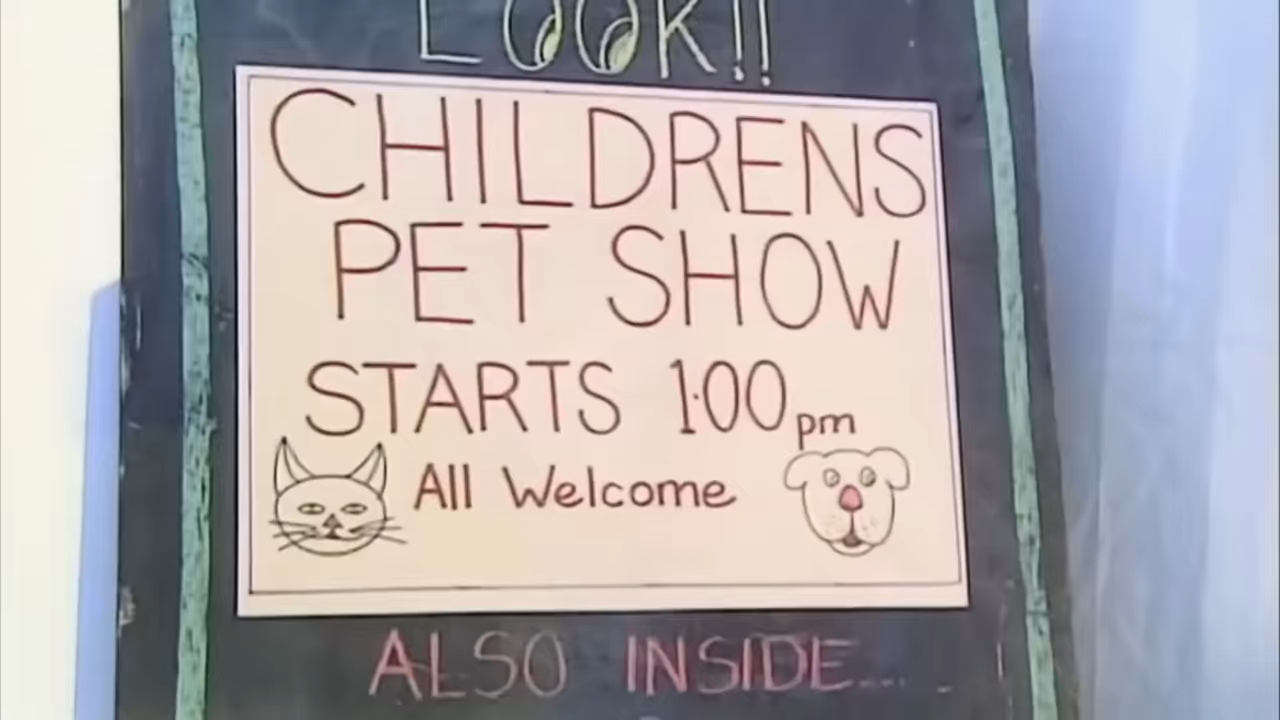 LOOK!!
CHILDRENS
PET SHOW
STARTS 1·00 pm
All Welcome
ALSO INSIDE....